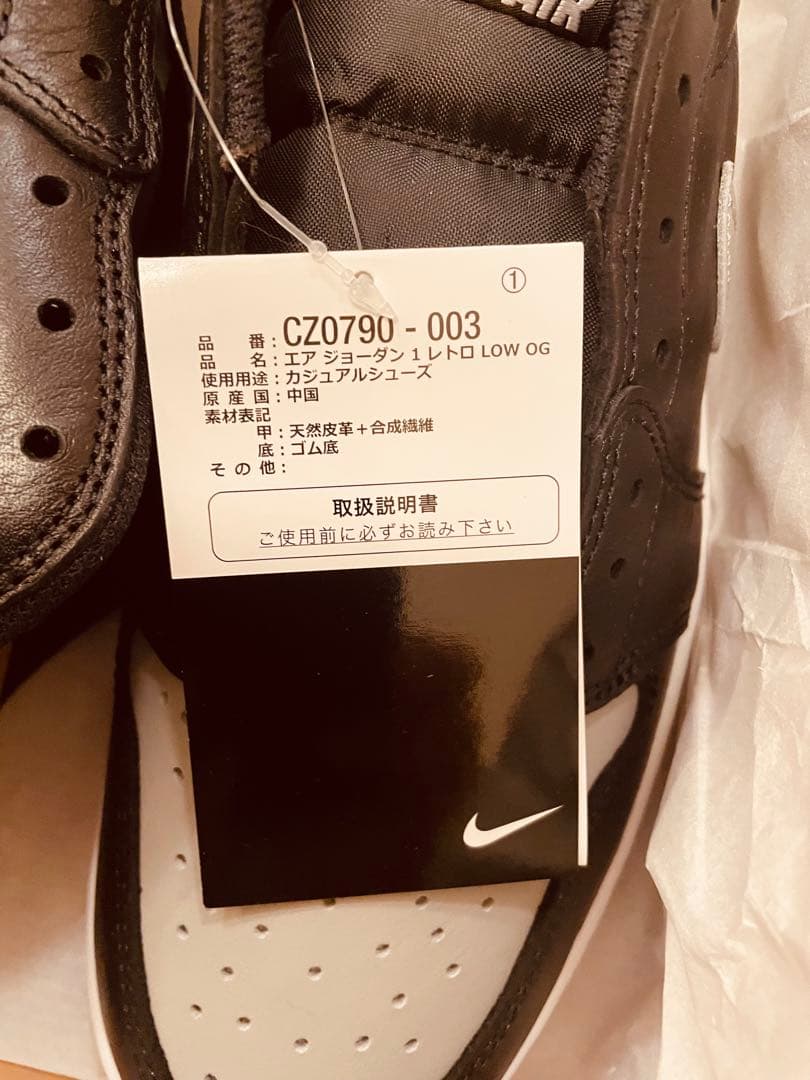 AIR
①
品　番：CZ0790 - 003
品　名：エア ジョーダン 1 レトロ LOW OG
使用用途：カジュアルシューズ
原 産 国：中国
素材表記
甲：天然皮革＋合成繊維
底：ゴム底
そ の 他：
取扱説明書
ご使用前に必ずお読み下さい